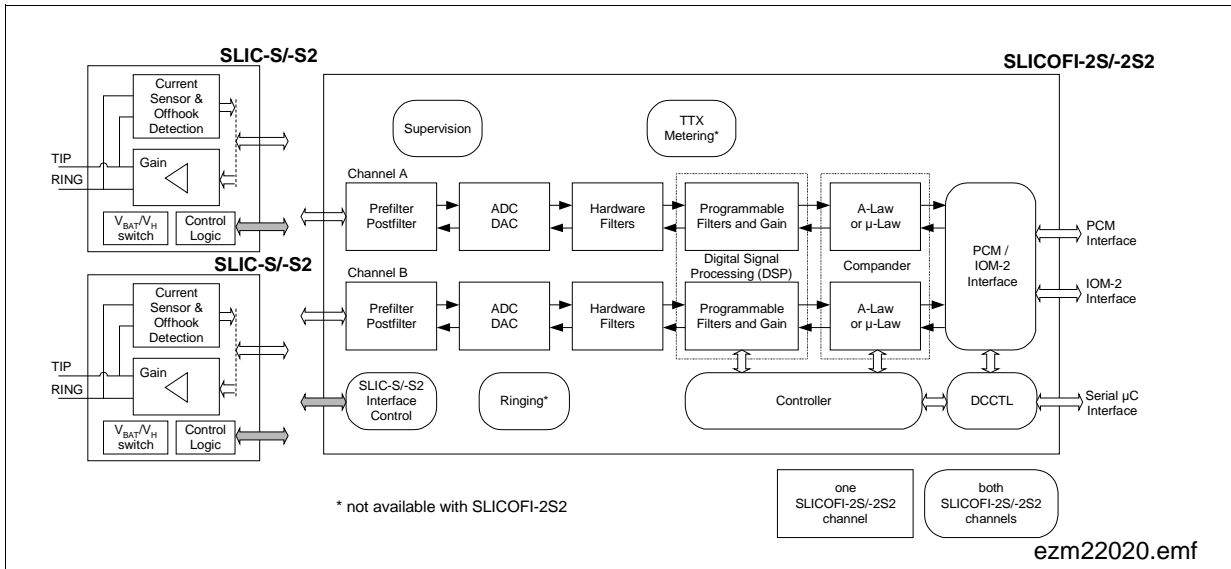 SLIC-S/-S2
Current
Sensor &
Offhook
Detection
TIP
RING
Gain
VBAT/VH
switch
Control
Logic
SLIC-S/-S2
Current
Sensor &
Offhook
Detection
TIP
RING
Gain
VBAT/VH
switch
Control
Logic
SLICOFI-2S/-2S2
Supervision
TTX
Metering*
Channel A
Prefilter
Postfilter
ADC
DAC
Hardware
Filters
Programmable
Filters and Gain
A-Law
or µ-Law
PCM /
IOM-2
Interface
PCM
Interface
IOM-2
Interface
Digital Signal
Processing (DSP)
Compander
Channel B
Prefilter
Postfilter
ADC
DAC
Hardware
Filters
Programmable
Filters and Gain
A-Law
or µ-Law
SLIC-S/-S2
Interface
Control
Ringing*
Controller
DCCTL
Serial µC
Interface
* not available with SLICOFI-2S2
one
SLICOFI-2S/-2S2
channel
both
SLICOFI-2S/-2S2
channels
ezm22020.emf